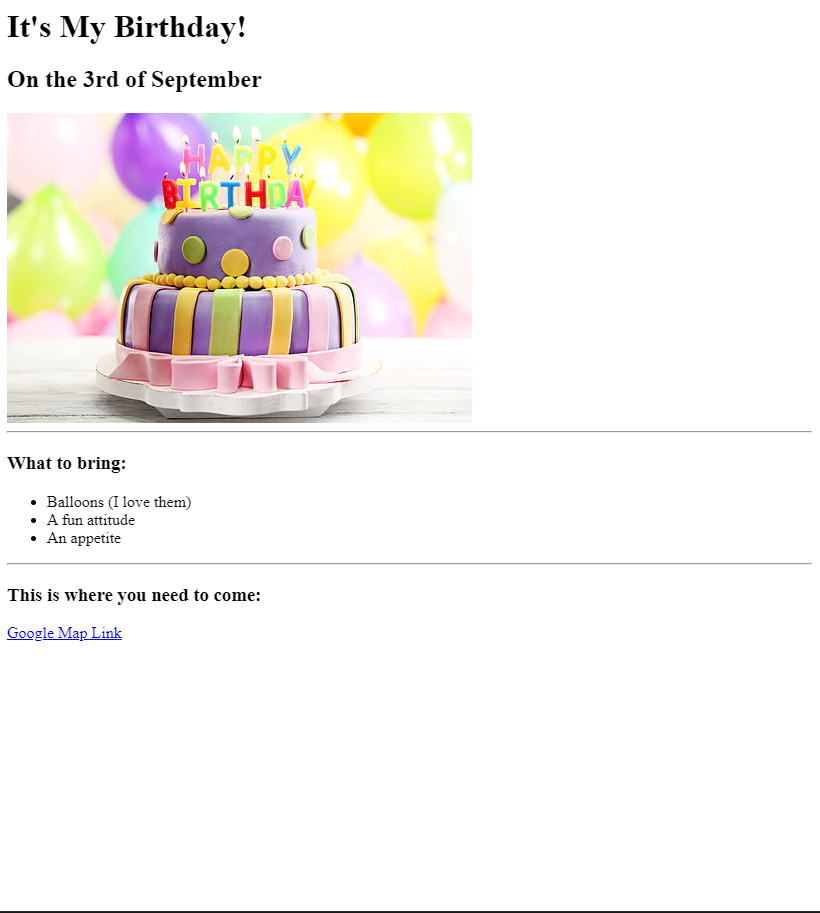 It's My Birthday!
On the 3rd of September
HAPPY
BIRTHDAY
What to bring:
Balloons (I love them)
A fun attitude
An appetite
This is where you need to come:
Google Map Link